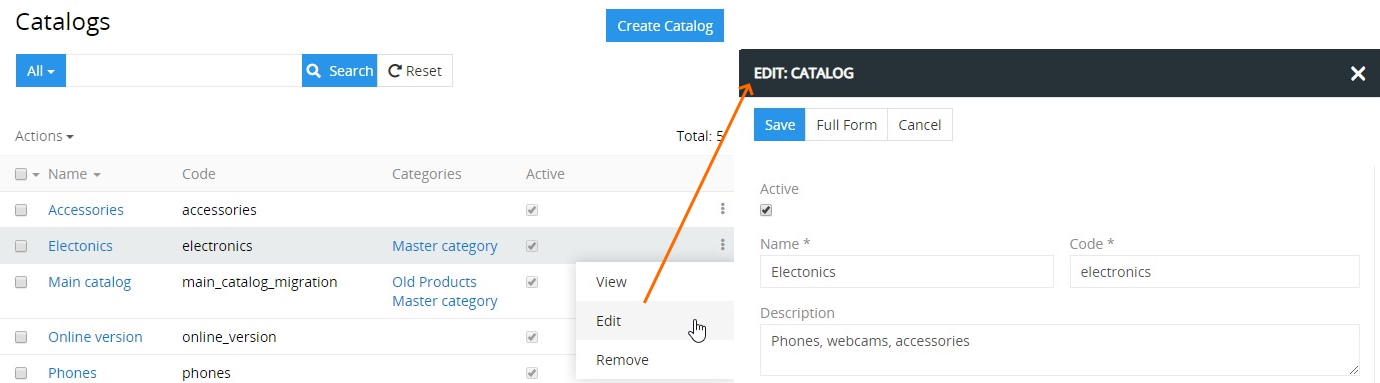 Catalogs
Create Catalog
All
Search
Reset
Actions
Total: 5
Name
Code
Categories
Active
Accessories
accessories
Electonics
electronics
Master category
Main catalog
main_catalog_migration
Old Products
Master category
Online version
online_version
Phones
phones
View
Edit
Remove
EDIT: CATALOG
Save
Full Form
Cancel
Active
Name *
Code *
Electonics
electronics
Description
Phones, webcams, accessories